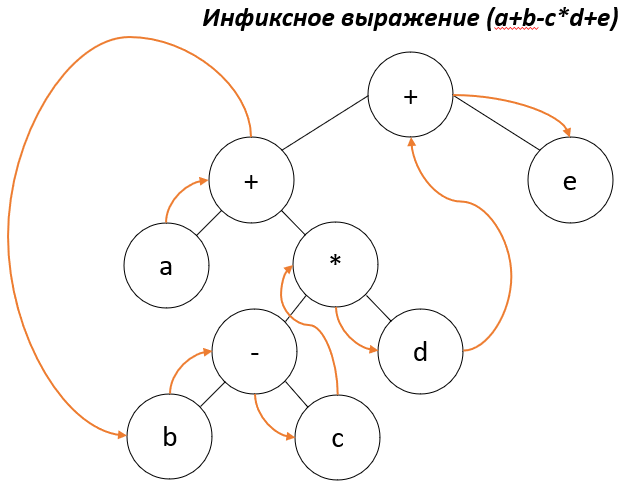 Инфиксное выражение (a+b-c*d+e)
+
+
e
a
*
-
d
b
c